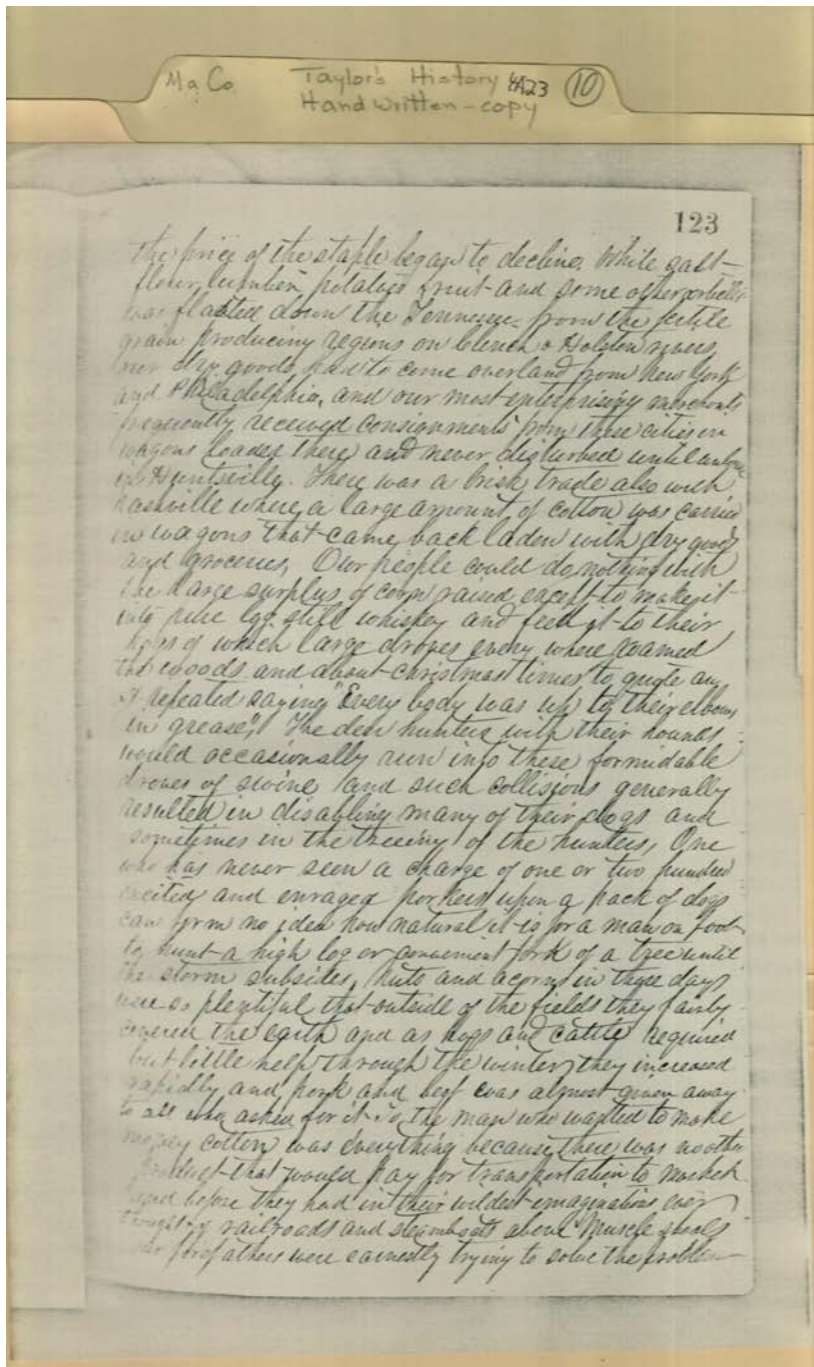 Ma Co. Taylor's History 4A23 10
Hand written - copy
123
the price of the staple began to decline. While salt
flour, lumber, potatoes fruit and some other
was floated down the Tennessee from the fertile
grain producing regions on Clinch & Holston rivers,
our dry goods had to come overland from New York
and Philadelphia, and our most enterprising merchants
frequently received consignments from these cities in
wagons loaded there and never disturbed until
in Huntsville. There was a brisk trade also with
Nashville where a large amount of cotton was carried
in wagons that came back laden with dry goods
and groceries, Our people could do nothing with
the large surplus of corn raised except to make it
into pure log still whiskey and feed it to their
hogs of which large droves every where roamed
the woods and about christmas times to quote an
repeated saying "Every body was up to their elbows
in grease". The deer hunters with their hounds
would occasionally run into these formidable
droves of swine and such collisions generally
resulted in disabling many of their dogs and
sometimes in the treeing of the hunters, One
who has never seen a charge of one or two hundred
excited and enraged porkers upon a pack of dogs
can form no idea how natural it is for a man on foot
to hunt a high log or convenient fork of a tree until
the storm subsides, Nuts and acorns in those days
were so plentiful that outside of the fields they fairly
covered the earth and as hogs and cattle required
but little help through the winter they increased
rapidly and pork and beef was almost given away
to all who asked for it to the man who wanted to make
money cotton was everything because there was no other
product that would pay for transportation to market
and before they had in their wildest imaginations ever
thought of railroads and steamboats above Muscle shoals
our forefathers were earnestly trying to solve the problem